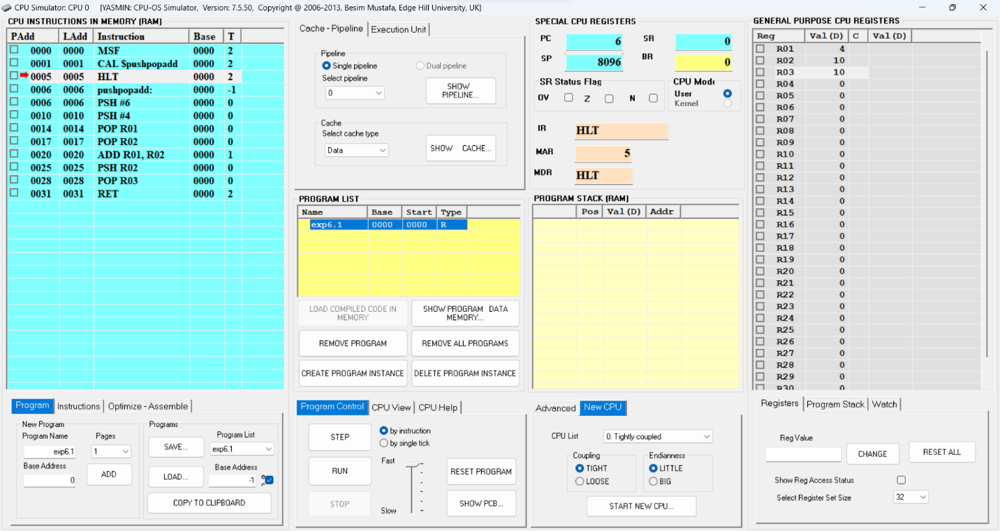 CPU Simulator: CPU 0 [YASMIN: CPU-OS Simulator, Version: 7.5.50, Copyright @ 2006-2013, Besim Mustafa, Edge Hill University, UK]
CPU INSTRUCTIONS IN MEMORY (RAM)
PAdd LAdd Instruction Base T
0000 0000 MSF 0000 2
0001 0001 CAL $pushpopadd 0000 2
0005 0005 HLT 0000 2
0006 0006 pushpopadd: 0000 -1
0006 0006 PSH #6 0000 0
0010 0010 PSH #4 0000 0
0014 0014 POP R01 0000 0
0017 0017 POP R02 0000 0
0020 0020 ADD R01, R02 0000 1
0025 0025 PSH R02 0000 0
0028 0028 POP R03 0000 0
0031 0031 RET 0000 2
Program Instructions Optimize - Assemble
New Program
Program Name Pages
exp6.1 1
Base Address
0 ADD
Programs
SAVE... Program List
exp6.1
LOAD... Base Address
-1
COPY TO CLIPBOARD
Cache - Pipeline Execution Unit
Pipeline
Single pipeline Dual pipeline
Select pipeline
0 SHOW
PIPELINE...
Cache
Select cache type
Data SHOW CACHE...
PROGRAM LIST
Name Base Start Type
exp6.1 0000 0000 R
LOAD COMPILED CODE IN
MEMORY
SHOW PROGRAM DATA
MEMORY...
REMOVE PROGRAM REMOVE ALL PROGRAMS
CREATE PROGRAM INSTANCE DELETE PROGRAM INSTANCE
Program Control CPU View CPU Help
STEP by instruction
by single tick
RUN Fast RESET PROGRAM
STOP Slow SHOW PCB...
SPECIAL CPU REGISTERS
PC 6 SR 0
SP 8096 BR 0
SR Status Flag
OV Z N
CPU Mode
User
Kernel
IR HLT
MAR 5
MDR HLT
PROGRAM STACK (RAM)
Pos Val(D) Addr
Advanced New CPU
CPU List 0: Tightly coupled
Coupling Endianness
TIGHT LITTLE
LOOSE BIG
START NEW CPU...
GENERAL PURPOSE CPU REGISTERS
Reg Val(D) C Val(D)
R01 4
R02 10
R03 10
R04 0
R05 0
R06 0
R07 0
R08 0
R09 0
R10 0
R11 0
R12 0
R13 0
R14 0
R15 0
R16 0
R17 0
R18 0
R19 0
R20 0
R21 0
R22 0
R23 0
R24 0
R25 0
R26 0
R27 0
R28 0
R29 0
R30 0
Registers Program Stack Watch
Reg Value
CHANGE RESET ALL
Show Reg Access Status
Select Register Set Size 32